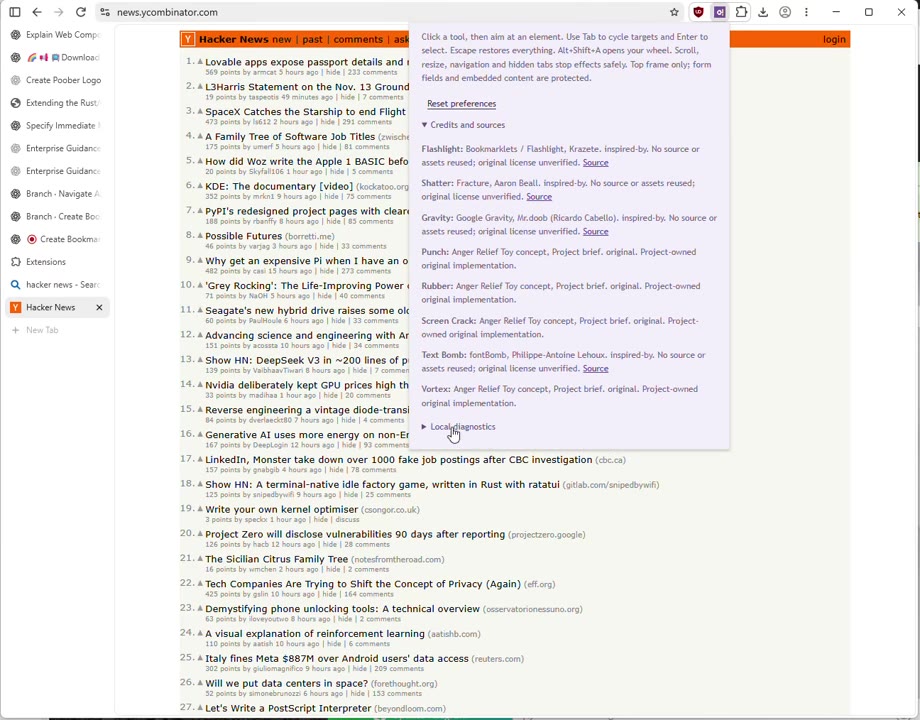 news.ycombinator.com
Explain Web Comp
Download
Create Poober Logo
Extending the Rust
Specify Immediate
Enterprise Guidance
Enterprise Guidance
Branch - Navigate A
Branch - Create Boo
Create Bookmar
Extensions
hacker news - Searc
Hacker News
New Tab
Hacker News new | past | comments | ask
login
1. Lovable apps expose passport details and
569 points by armcat 5 hours ago | hide | 233 comments
2. L3Harris Statement on the Nov. 13 Ground
19 points by taspeotis 49 minutes ago | hide | 7 comments
3. SpaceX Catches the Starship to end Flight
473 points by ls612 2 hours ago | hide | 291 comments
4. A Family Tree of Software Job Titles (zwische
175 points by umerf 5 hours ago | hide | 81 comments
5. How did Woz write the Apple 1 BASIC befo
20 points by Skyfall106 1 hour ago | hide | 5 comments
6. KDE: The documentary [video] (kockatoo.org
352 points by mrkn1 9 hours ago | hide | 75 comments
7. PyPI's redesigned project pages with clearer
188 points by rbanffy 8 hours ago | hide | 85 comments
8. Possible Futures (borretti.me)
46 points by varjag 3 hours ago | hide | 33 comments
9. Why get an expensive Pi when I have an o
482 points by casi 15 hours ago | hide | 273 comments
10. 'Grey Rocking': The Life-Improving Power
71 points by NaOH 5 hours ago | hide | 40 comments
11. Seagate's new hybrid drive raises some old
60 points by PaulHoule 6 hours ago | hide | 33 comments
12. Advancing science and engineering with Ar
151 points by acossta 10 hours ago | hide | 34 comments
13. Show HN: DeepSeek V3 in ~200 lines of p
139 points by VaibhaavTiwari 8 hours ago | hide | 7 commer
14. Nvidia deliberately kept GPU prices high th
33 points by madihaa 1 hour ago | hide | 20 comments
15. Reverse engineering a vintage diode-transi
84 points by dverlaeckt80 7 hours ago | hide | 4 comments
16. Generative AI uses more energy on non-Er
167 points by DeepLogin 12 hours ago | hide | 93 comments
17. LinkedIn, Monster take down over 1000 fake job postings after CBC investigation (cbc.ca)
157 points by gnabgib 4 hours ago | hide | 78 comments
18. Show HN: A terminal-native idle factory game, written in Rust with ratatui (gitlab.com/snipedbywifi)
125 points by snipedbywifi 9 hours ago | hide | 25 comments
19. Write your own kernel optimiser (csongor.co.uk)
3 points by speckx 1 hour ago | hide | discuss
20. Project Zero will disclose vulnerabilities 90 days after reporting (projectzero.google)
126 points by hacb 12 hours ago | hide | 28 comments
21. The Sicilian Citrus Family Tree (notesfromtheroad.com)
16 points by wmchen 2 hours ago | hide | 2 comments
22. Tech Companies Are Trying to Shift the Concept of Privacy (Again) (eff.org)
425 points by gslin 10 hours ago | hide | 164 comments
23. Demystifying phone unlocking tools: A technical overview (osservatorionessuno.org)
63 points by iloveyoutwo 8 hours ago | hide | 2 comments
24. A visual explanation of reinforcement learning (aatishb.com)
110 points by aatish 10 hours ago | hide | 6 comments
25. Italy fines Meta $887M over Android users' data access (reuters.com)
302 points by giuliomagnifico 9 hours ago | hide | 209 comments
26. Will we put data centers in space? (forethought.org)
52 points by simonebrunozzi 6 hours ago | hide | 153 comments
27. Let's Write a PostScript Interpreter (beyondloom.com)
Click a tool, then aim at an element. Use Tab to cycle targets and Enter to
select. Escape restores everything. Alt+Shift+A opens your wheel. Scroll,
resize, navigation and hidden tabs stop effects safely. Top frame only; form
fields and embedded content are protected.
Reset preferences
Credits and sources
Flashlight: Bookmarklets / Flashlight, Krazete. inspired-by. No source or
assets reused; original license unverified. Source
Shatter: Fracture, Aaron Beall. inspired-by. No source or assets reused;
original license unverified. Source
Gravity: Google Gravity, Mr.doob (Ricardo Cabello). inspired-by. No source or
assets reused; original license unverified. Source
Punch: Anger Relief Toy concept, Project brief. original. Project-owned
original implementation.
Rubber: Anger Relief Toy concept, Project brief. original. Project-owned
original implementation.
Screen Crack: Anger Relief Toy concept, Project brief. original. Project-
owned original implementation.
Text Bomb: fontBomb, Philippe-Antoine Lehoux. inspired-by. No source or
assets reused; original license unverified. Source
Vortex: Anger Relief Toy concept, Project brief. original. Project-owned
original implementation.
Local diagnostics